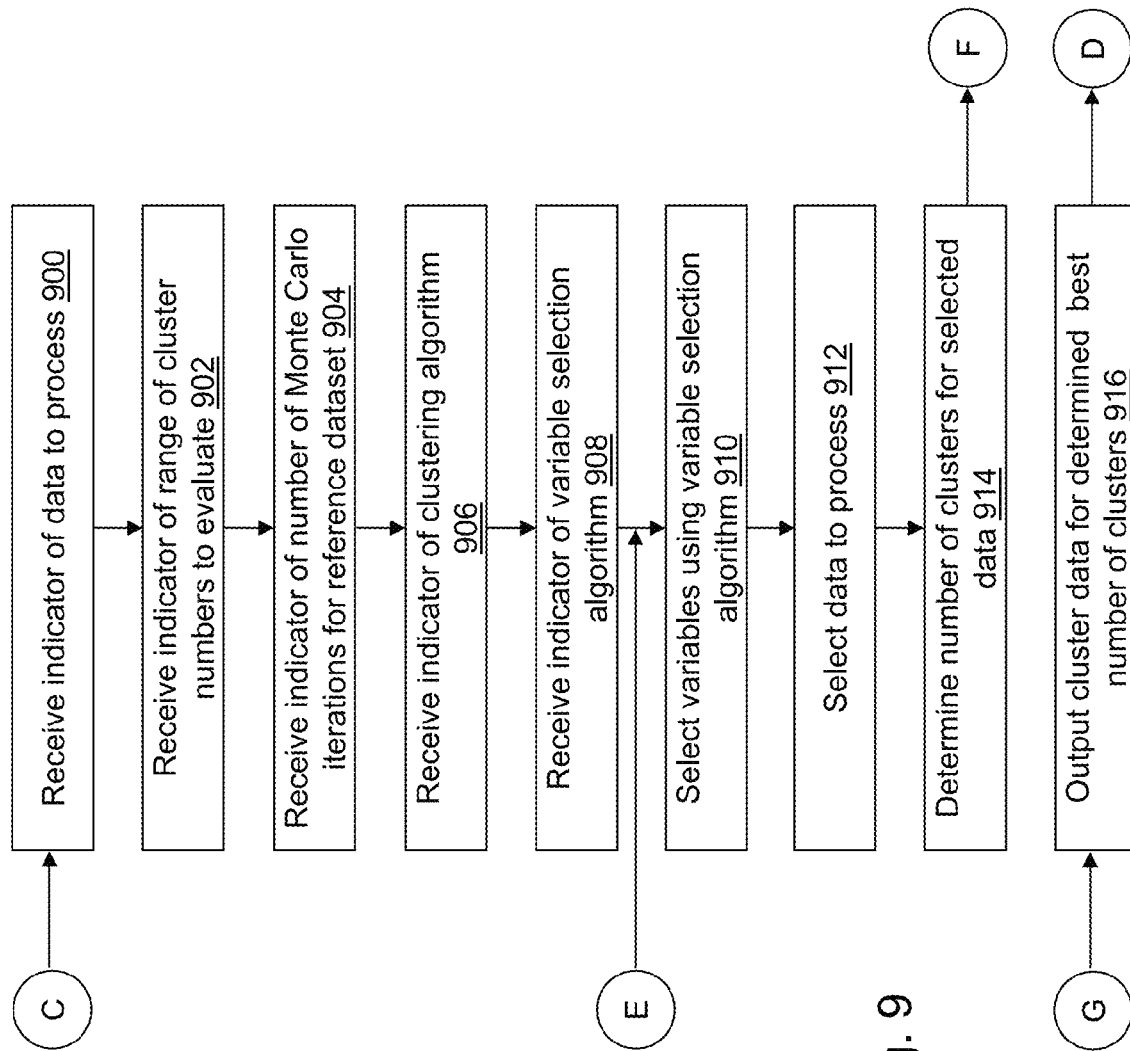 C
Receive indicator of data to process 900
Receive indicator of range of cluster
numbers to evaluate 902
Receive indicator of number of Monte Carlo
iterations for reference dataset 904
Receive indicator of clustering algorithm
906
Receive indicator of variable selection
algorithm 908
E
Select variables using variable selection
algorithm 910
Select data to process 912
Determine number of clusters for selected
data 914
F
G
Output cluster data for determined best
number of clusters 916
D
g. 9